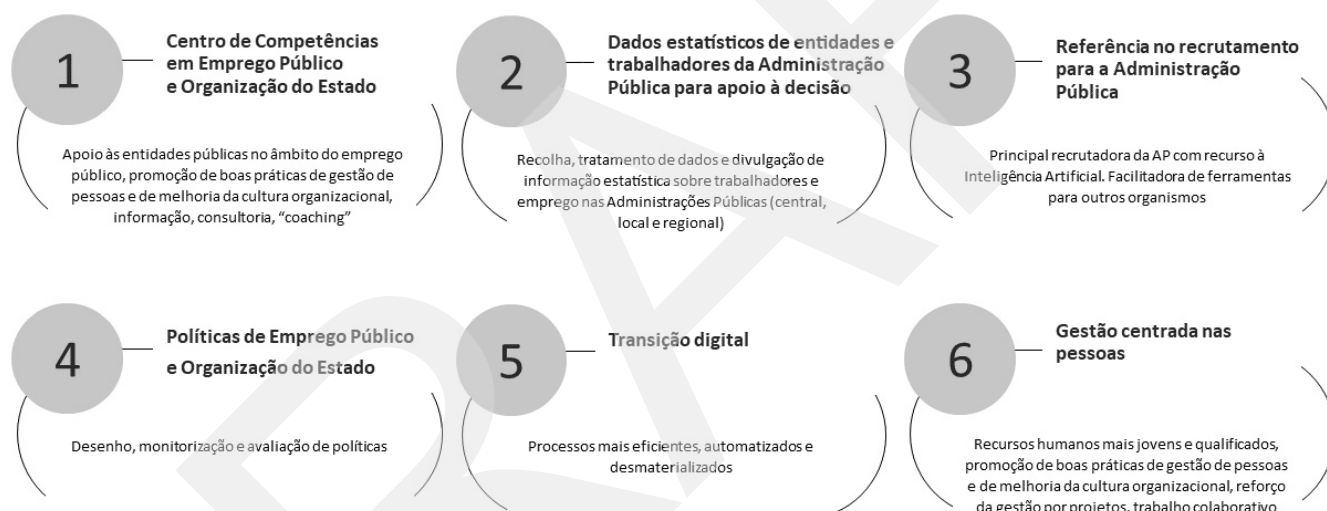 1
Centro de Competências
em Emprego Público
e Organização do Estado
Apoio às entidades públicas no âmbito do emprego
público, promoção de boas práticas de gestão de
pessoas e de melhoria da cultura organizacional,
informação, consultoria, “coaching”
2
Dados estatísticos de entidades e
trabalhadores da Administração
Pública para apoio à decisão
Recolha, tratamento de dados e divulgação de
informação estatística sobre trabalhadores e
emprego nas Administrações Públicas (central,
local e regional)
3
Referência no recrutamento
para a Administração
Pública
Principal recrutadora da AP com recurso à
Inteligência Artificial. Facilitadora de ferramentas
para outros organismos
4
Políticas de Emprego Público
e Organização do Estado
Desenho, monitorização e avaliação de políticas
5
Transição digital
Processos mais eficientes, automatizados e
desmaterializados
6
Gestão centrada nas
pessoas
Recursos humanos mais jovens e qualificados,
promoção de boas práticas de gestão de pessoas
e de melhoria da cultura organizacional, reforço
da gestão por projetos, trabalho colaborativo